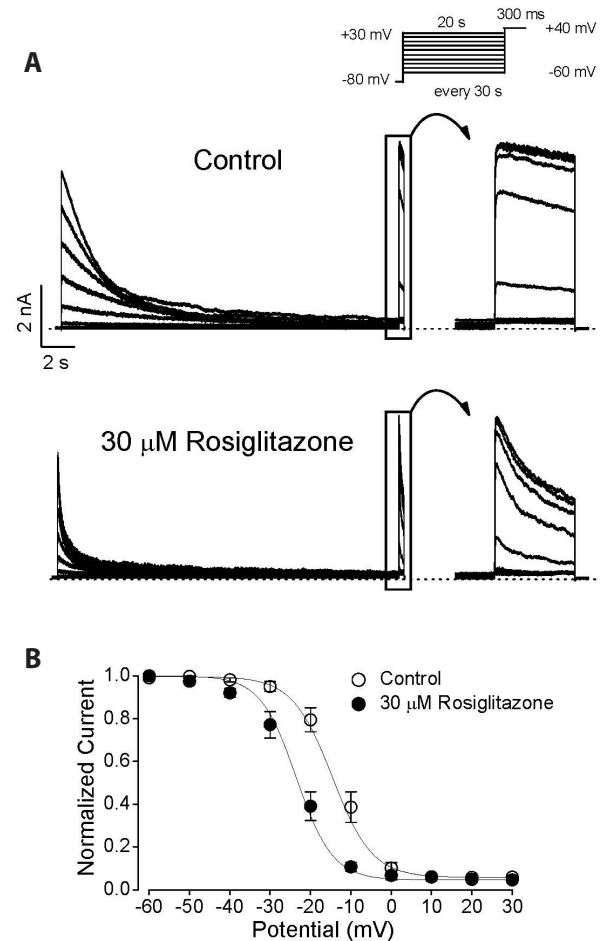 A
20 s
300 ms
+30 mV
+40 mV
-80 mV
-60 mV
every 30 s
Control
2 nA
2 s
30 μM Rosiglitazone
B
Normalized Current
1.0
0.8
0.6
0.4
0.2
0.0
Control
30 μM Rosiglitazone
-60 -50 -40 -30 -20 -10 0 10 20 30
Potential (mV)